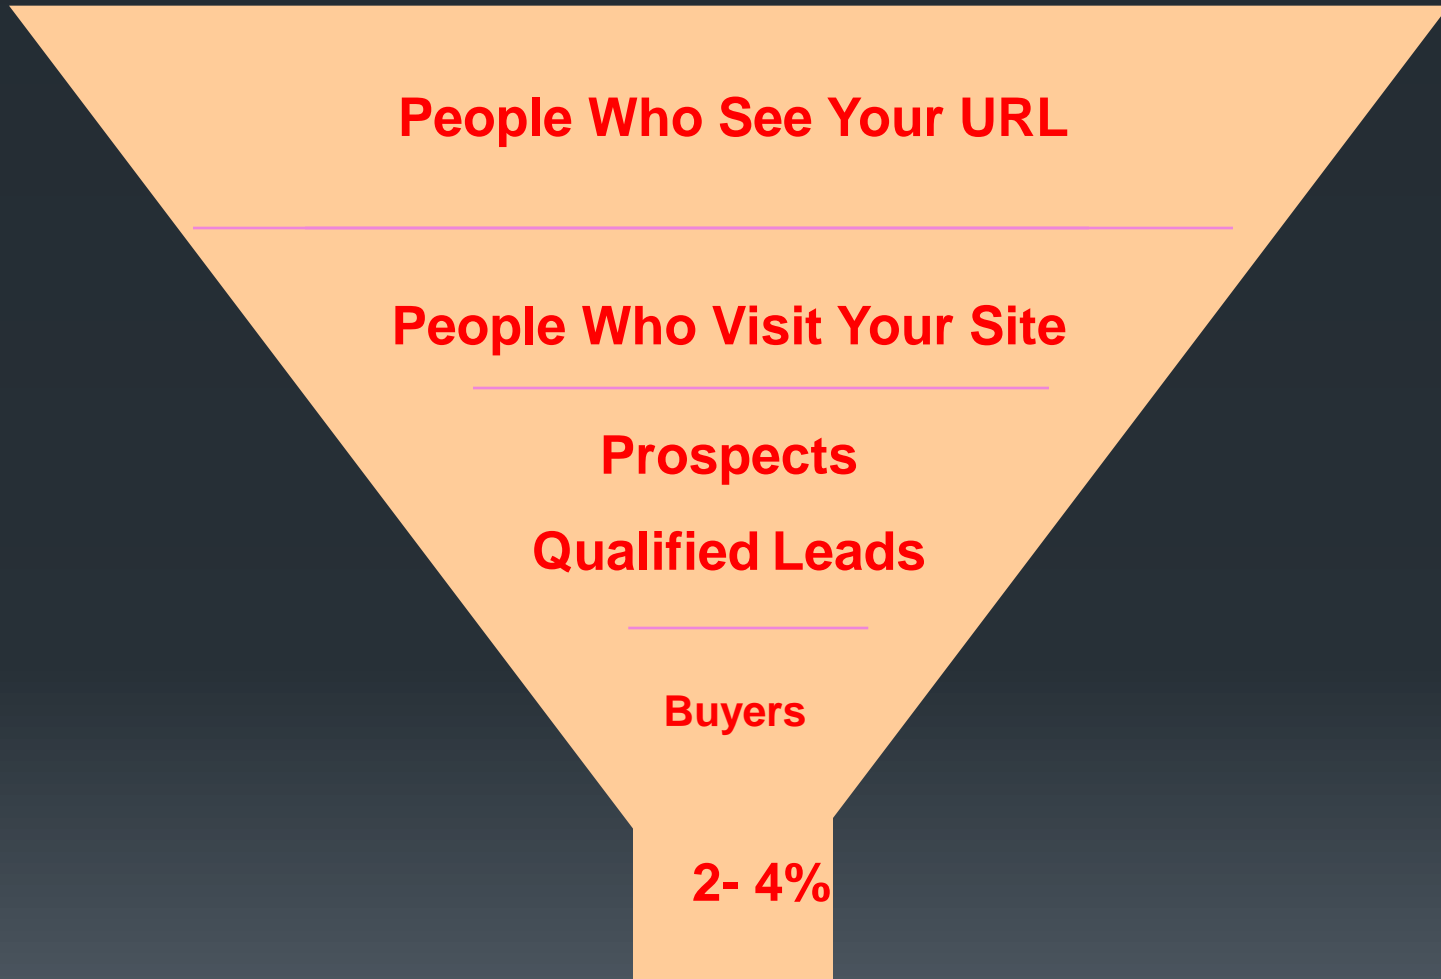 People Who See Your URL
People Who Visit Your Site
Prospects
Qualified Leads
Buyers
2- 4%